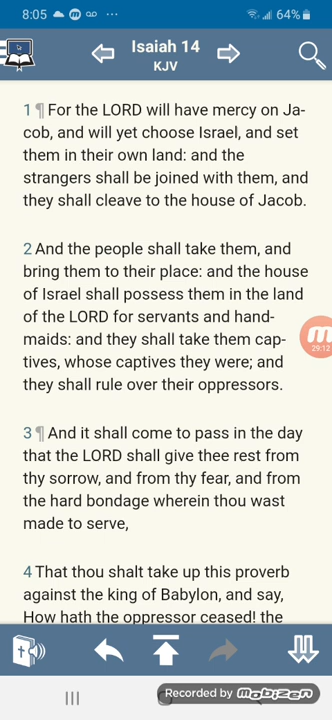 8:05
64%
Isaiah 14
KJV
1 ¶ For the LORD will have mercy on Ja-
cob, and will yet choose Israel, and set
them in their own land: and the
strangers shall be joined with them, and
they shall cleave to the house of Jacob.
2 And the people shall take them, and
bring them to their place: and the house
of Israel shall possess them in the land
of the LORD for servants and hand-
maids: and they shall take them cap-
tives, whose captives they were; and
they shall rule over their oppressors.
29:12
3 ¶ And it shall come to pass in the day
that the LORD shall give thee rest from
thy sorrow, and from thy fear, and from
the hard bondage wherein thou wast
made to serve,
4 That thou shalt take up this proverb
against the king of Babylon, and say,
How hath the oppressor ceased! the
Recorded by mobizen